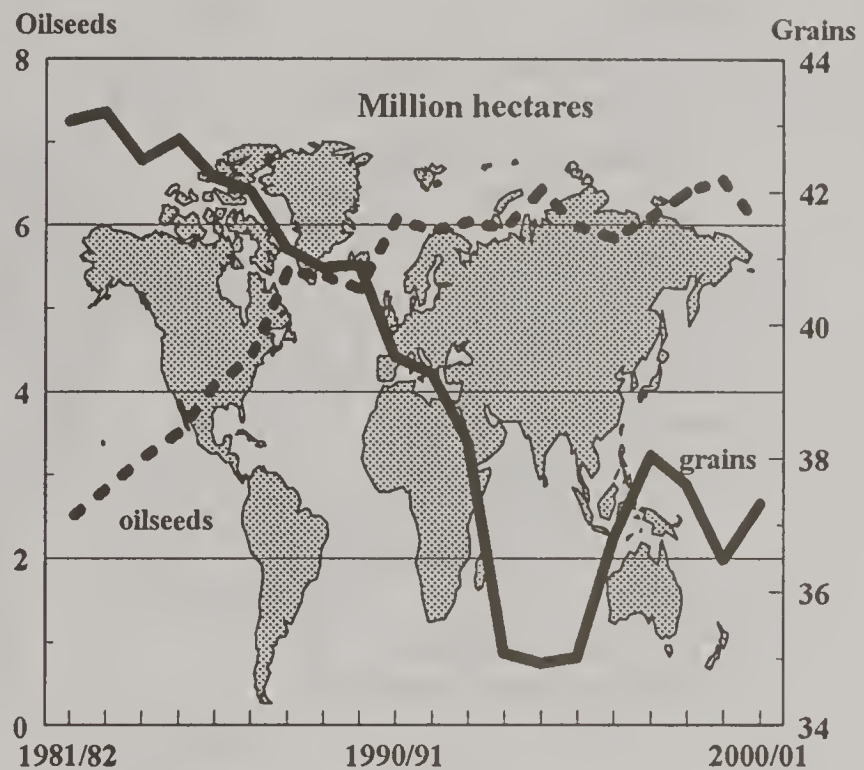 Oilseeds
Grains
8
44
Million hectares
42
6
40
4
38
grains
oilseeds
2
36
0
34
1981/82
1990/91
2000/01